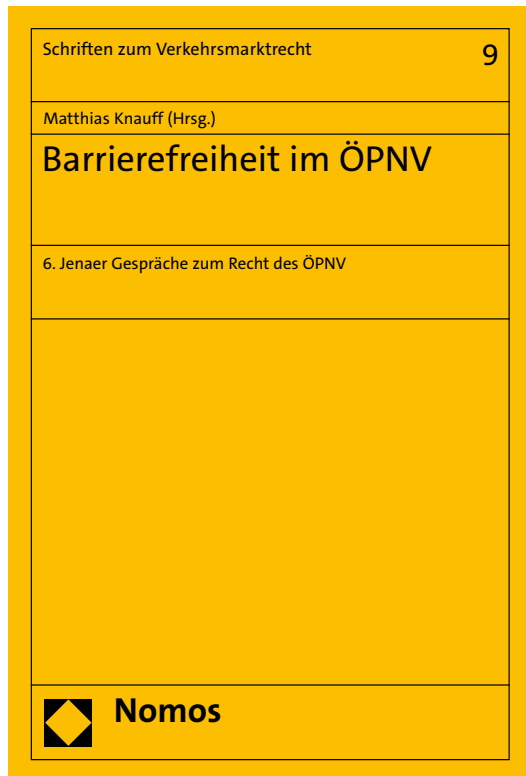 Schriften zum Verkehrsmarktrecht 9
Matthias Knauff (Hrsg.)
Barrierefreiheit im ÖPNV
6. Jenaer Gespräche zum Recht des ÖPNV
Nomos